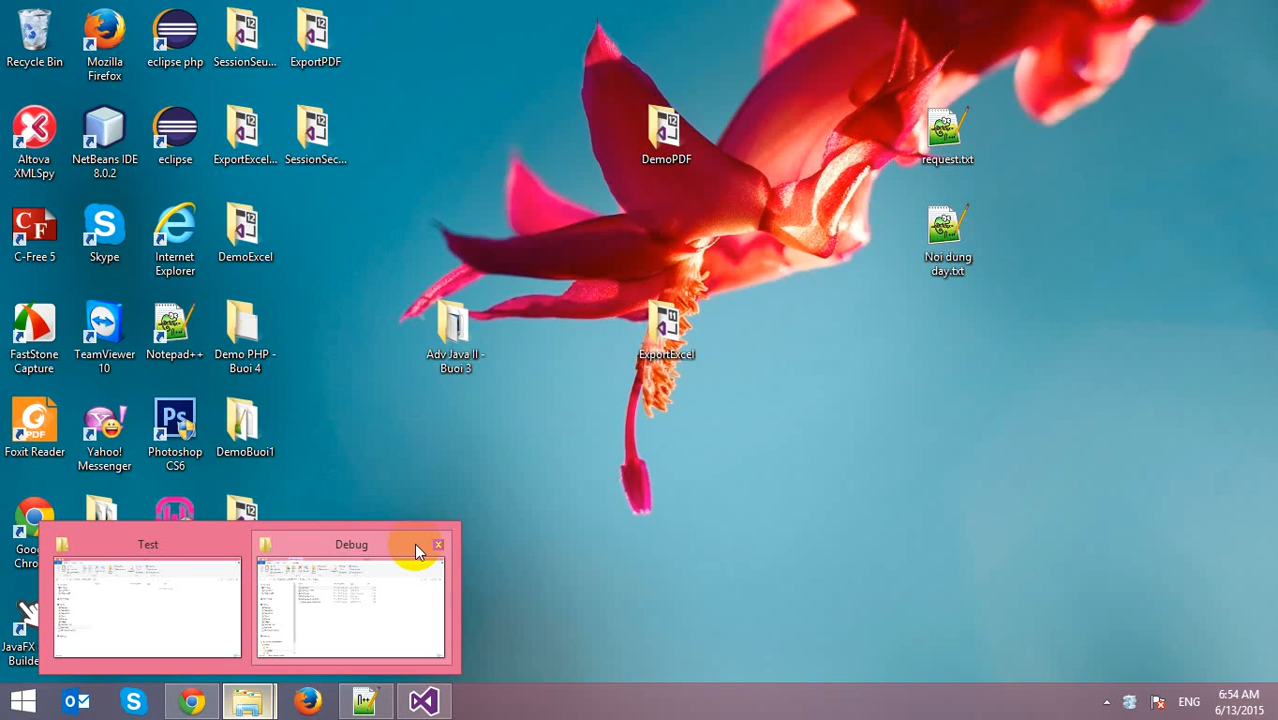 Recycle Bin
Mozilla
Firefox
eclipse php
SessionSeu...
ExportPDF
Altova
XMLSpy
NetBeans IDE
8.0.2
eclipse
ExportExcel...
SessionSec...
DemoPDF
request.txt
C-Free 5
Skype
Internet
Explorer
DemoExcel
Noi dung
day.txt
FastStone
Capture
TeamViewer
10
Notepad++
Demo PHP -
Buoi 4
Adv Java II -
Buoi 3
ExportExcel
Foxit Reader
Yahoo!
Messenger
Photoshop
CS6
DemoBuoi1
Goo
Chro
Test
Debug
JavaFX
Builde
ENG
6:54 AM
6/13/2015